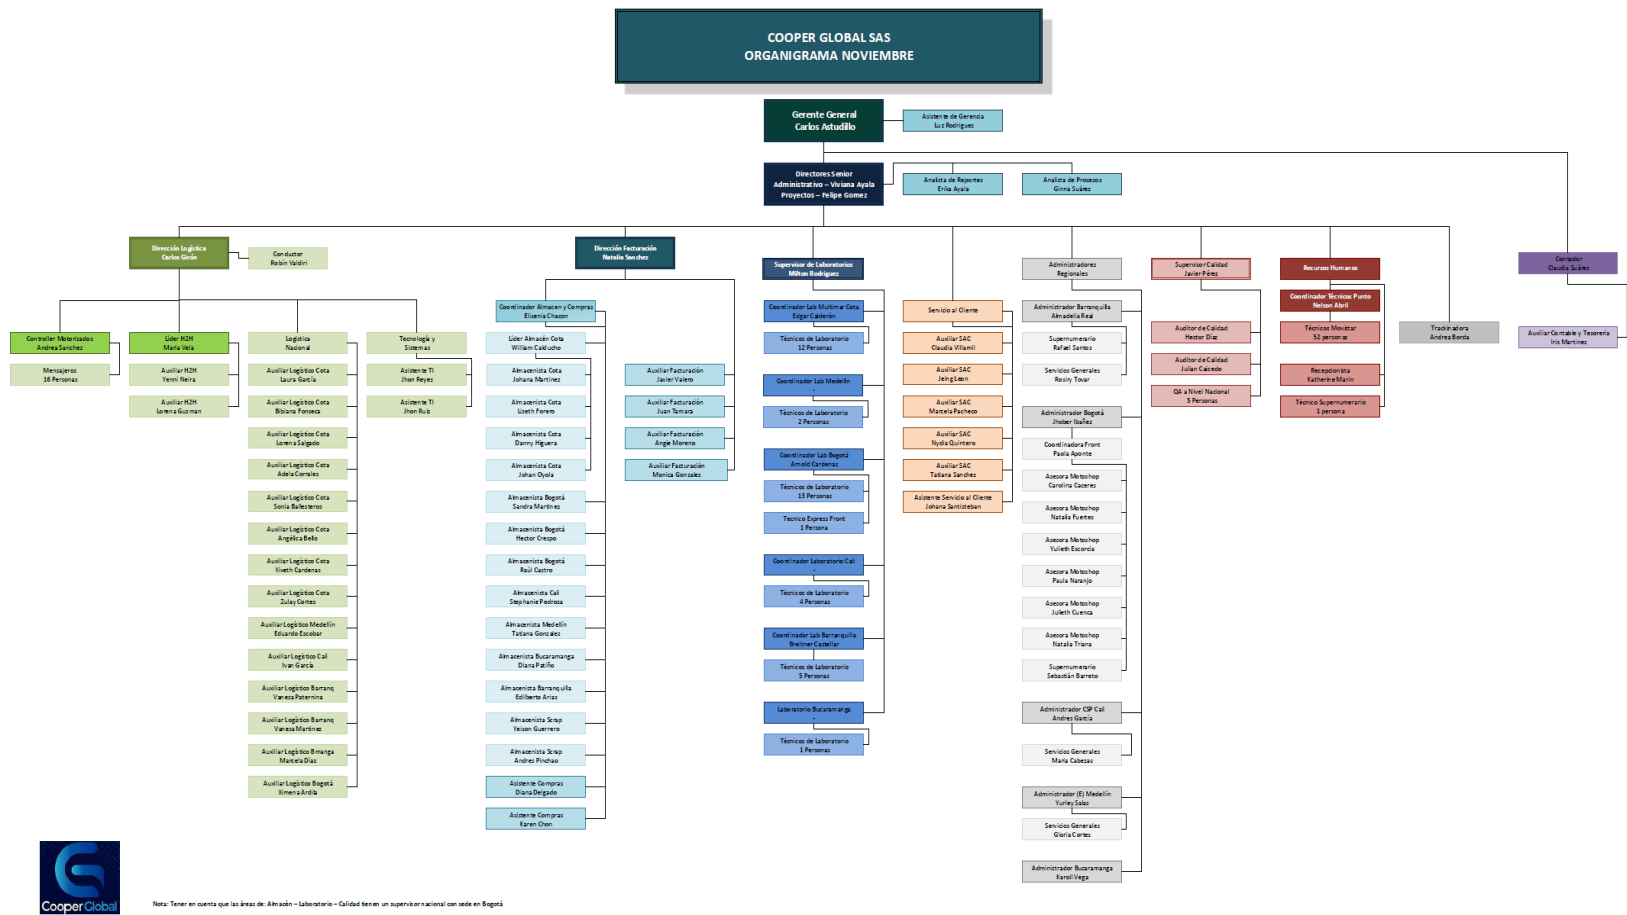 COOPER GLOBAL SAS
ORGANIGRAMA NOVIEMBRE
Gerente General
Carlos Astudillo
Asistente de Gerencia
Luz Rodriguez
Directores Senior
Administrativo – Viviana Ayala
Proyectos – Felipe Gomez
Analista de Reportes
Erika Ayala
Analista de Procesos
Ginna Suárez
Dirección Logística
Carlos Girón
Conductor
Robin Valdiri
Controller Motorizados
Andrea Sanchez
Mensajeros
16 Personas
Líder H2H
Maria Vela
Auxiliar H2H
Yenni Neira
Auxiliar H2H
Lorena Guzman
Logística
Nacional
Auxiliar Logístico Cota
Laura García
Auxiliar Logístico Cota
Bibiana Fonseca
Auxiliar Logístico Cota
Lorena Salgado
Auxiliar Logístico Cota
Adela Corrales
Auxiliar Logístico Cota
Sonia Ballesteros
Auxiliar Logístico Cota
Angélica Bello
Auxiliar Logístico Cota
Yiveth Cardenas
Auxiliar Logístico Cota
Zulay Cortes
Auxiliar Logístico Medellín
Eduardo Escobar
Auxiliar Logístico Cali
Ivan García
Auxiliar Logístico Barranq
Vanesa Paternina
Auxiliar Logístico Barranq
Vanesa Martinez
Auxiliar Logístico Bmanga
Marcela Días
Auxiliar Logístico Bogotá
Ximena Ardila
Tecnología y
Sistemas
Asistente TI
Jhon Reyes
Asistente TI
Jhon Ruiz
Dirección Facturación
Natalia Sanchez
Coordinador Almacen y Compras
Elisenia Chacon
Líder Almacén Cota
William Calducho
Almacenista Cota
Johana Martinez
Almacenista Cota
Lizeth Forero
Almacenista Cota
Danny Higuera
Almacenista Cota
Johan Oyola
Almacenista Bogotá
Sandra Martinez
Almacenista Bogotá
Hector Crespo
Almacenista Bogotá
Raúl Castro
Almacenista Cali
Stephanie Pedroza
Almacenista Medellín
Tatiana Gonzalez
Almacenista Bucaramanga
Diana Patiño
Almacenista Barranquilla
Edilberto Arias
Almacenista Scrap
Yeison Guerrero
Almacenista Scrap
Andres Pinchao
Asistente Compras
Diana Delgado
Asistente Compras
Karen Chon
Auxiliar Facturación
Javier Valero
Auxiliar Facturación
Juan Tamara
Auxiliar Facturación
Angie Moreno
Auxiliar Facturación
Monica Gonzales
Supervisor de Laboratorios
Milton Rodriguez
Coordinador Lab Multimar Cota
Edgar Calderón
Técnicos de Laboratorio
12 Personas
Coordinador Lab Medellin
-
Técnicos de Laboratorio
2 Personas
Coordinador Lab Bogotá
Arnold Cardenas
Técnicos de Laboratorio
13 Personas
Tecnico Express Front
1 Persona
Coordinador Laboratorio Cali
-
Técnicos de Laboratorio
4 Personas
Coordinador Lab Barranquilla
Breitner Castellar
Técnicos de Laboratorio
5 Personas
Laboratorio Bucaramanga
-
Técnicos de Laboratorio
1 Personas
Servicio al Cliente
Auxiliar SAC
Claudia Villamil
Auxiliar SAC
Jeing Leon
Auxiliar SAC
Marcela Pacheco
Auxiliar SAC
Nydia Quintero
Auxiliar SAC
Tatiana Sanchez
Asistente Servicio al Cliente
Johana Santisteban
Administradores
Regionales
Administrador Barranquilla
Almadelia Real
Supernumerario
Rafael Santos
Servicios Generales
Rosiry Tovar
Administrador Bogotá
Jhober Ibañez
Coordinadora Front
Paola Aponte
Asesora Motoshop
Carolina Caceres
Asesora Motoshop
Natalia Fuertes
Asesora Motoshop
Yulieth Escorcia
Asesora Motoshop
Paula Naranjo
Asesora Motoshop
Julieth Cuenca
Asesora Motoshop
Natalia Triana
Supernumerario
Sebastián Barreto
Administrador CSP Cali
Andres García
Servicios Generales
Maria Cabezas
Administrador (E) Medellín
Yurley Salas
Servicios Generales
Gloria Cortes
Administrador Bucaramanga
Karoll Vega
Supervisor Calidad
Javier Pérez
Auditor de Calidad
Hector Díaz
Auditor de Calidad
Julian Caicedo
QA a Nivel Nacional
5 Personas
Recursos Humanos
Coordinador Técnicos Punto
Nelson Abril
Técnicos Movistar
52 personas
Recepcionista
Katherine Marin
Técnico Supernumerario
1 persona
Trackinadora
Andrea Borda
Contador
Claudia Suárez
Auxiliar Contable y Tesorería
Iris Martinez
Cooper Global
Nota: Tener en cuenta que las áreas de: Almacén – Laboratorio – Calidad tienen un supervisor nacional con sede en Bogotá